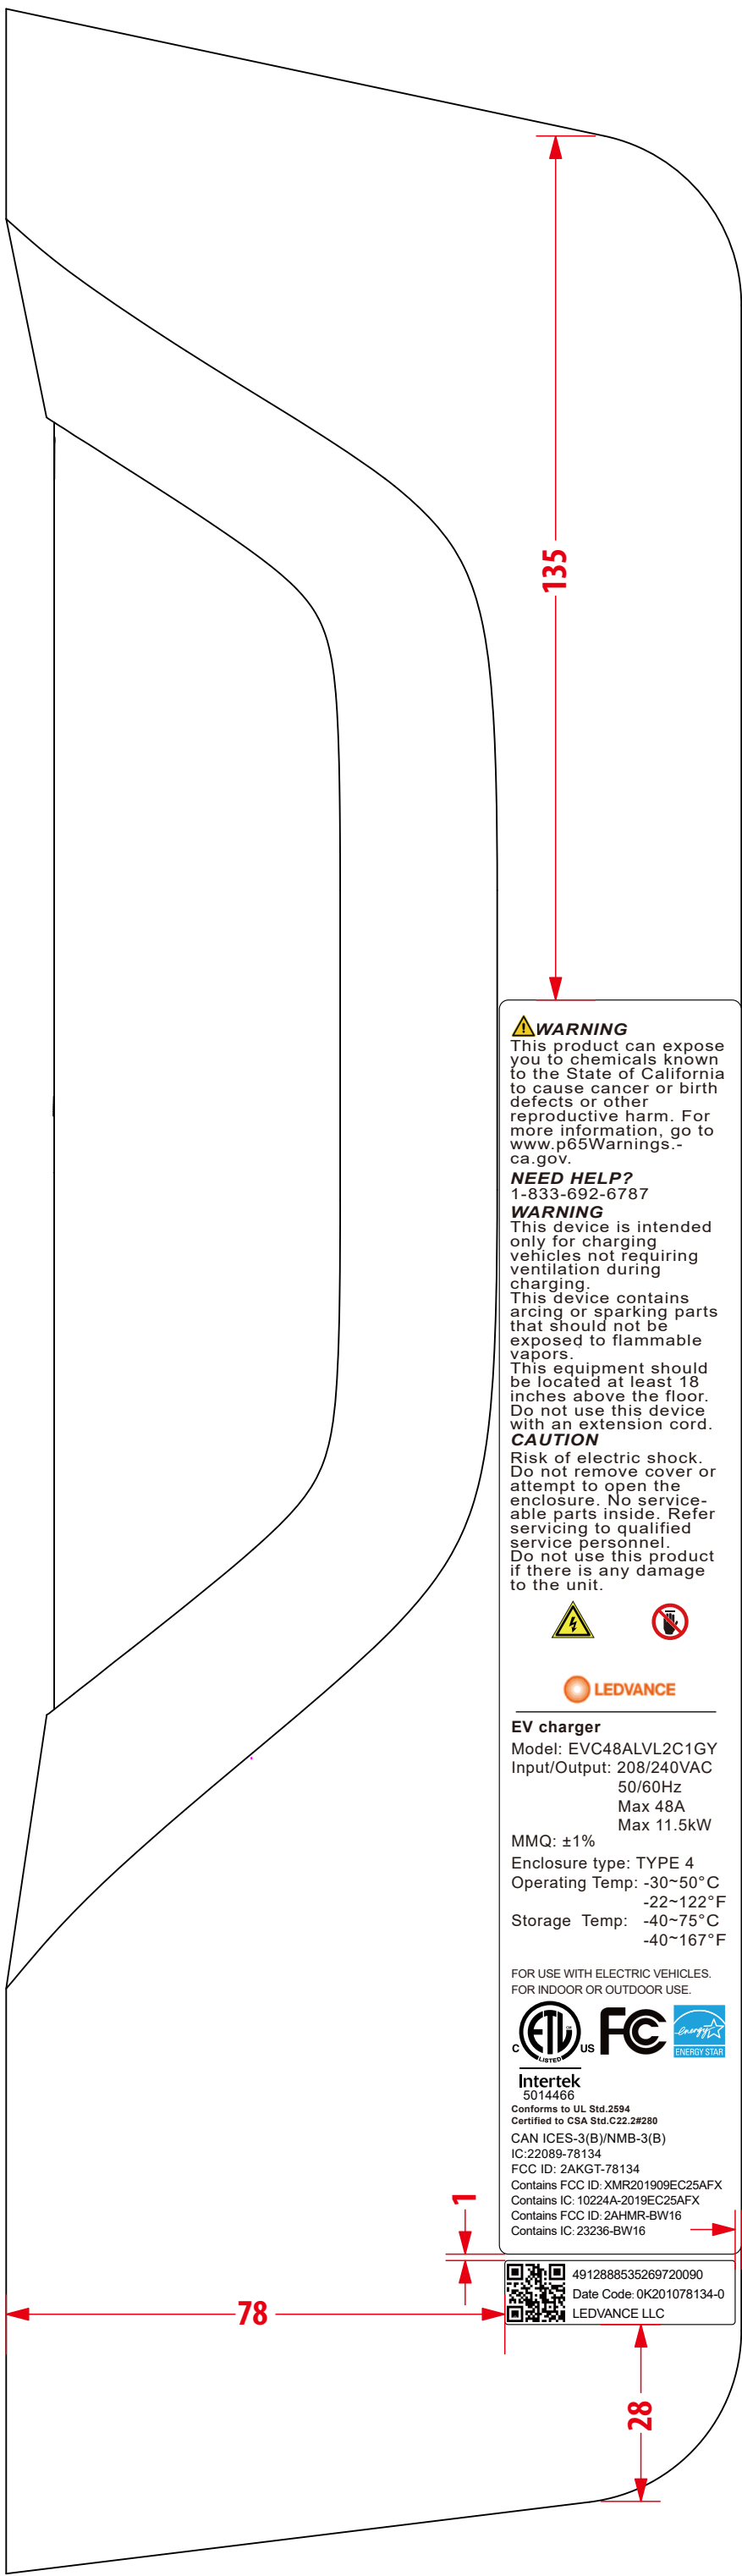 135
WARNING
This product can expose
you to chemicals known
to the State of California
to cause cancer or birth
defects or other
reproductive harm. For
more information, go to
www.p65Warnings.-
ca.gov.
NEED HELP?
1-833-692-6787
WARNING
This device is intended
only for charging
vehicles not requiring
ventilation during
charging.
This device contains
arcing or sparking parts
that should not be
exposed to flammable
vapors.
This equipment should
be located at least 18
inches above the floor.
Do not use this device
with an extension cord.
CAUTION
Risk of electric shock.
Do not remove cover or
attempt to open the
enclosure. No service-
able parts inside. Refer
servicing to qualified
service personnel.
Do not use this product
if there is any damage
to the unit.
LEDVANCE
EV charger
Model: EVC48ALVL2C1GY
Input/Output: 208/240VAC
50/60Hz
Max 48A
Max 11.5kW
MMQ: ±1%
Enclosure type: TYPE 4
Operating Temp: -30~50°C
-22~122°F
Storage Temp: -40~75°C
-40~167°F
FOR USE WITH ELECTRIC VEHICLES.
FOR INDOOR OR OUTDOOR USE.
C ETL US FC energy
LISTED ENERGY STAR
Intertek
5014466
Conforms to UL Std.2594
Certified to CSA Std.C22.2#280
CAN ICES-3(B)/NMB-3(B)
IC:22089-78134
FCC ID: 2AKGT-78134
Contains FCC ID: XMR201909EC25AFX
Contains IC: 10224A-2019EC25AFX
Contains FCC ID: 2AHMR-BW16
Contains IC: 23236-BW16
1
4912888535269720090
Date Code: 0K201078134-0
LEDVANCE LLC
78
28